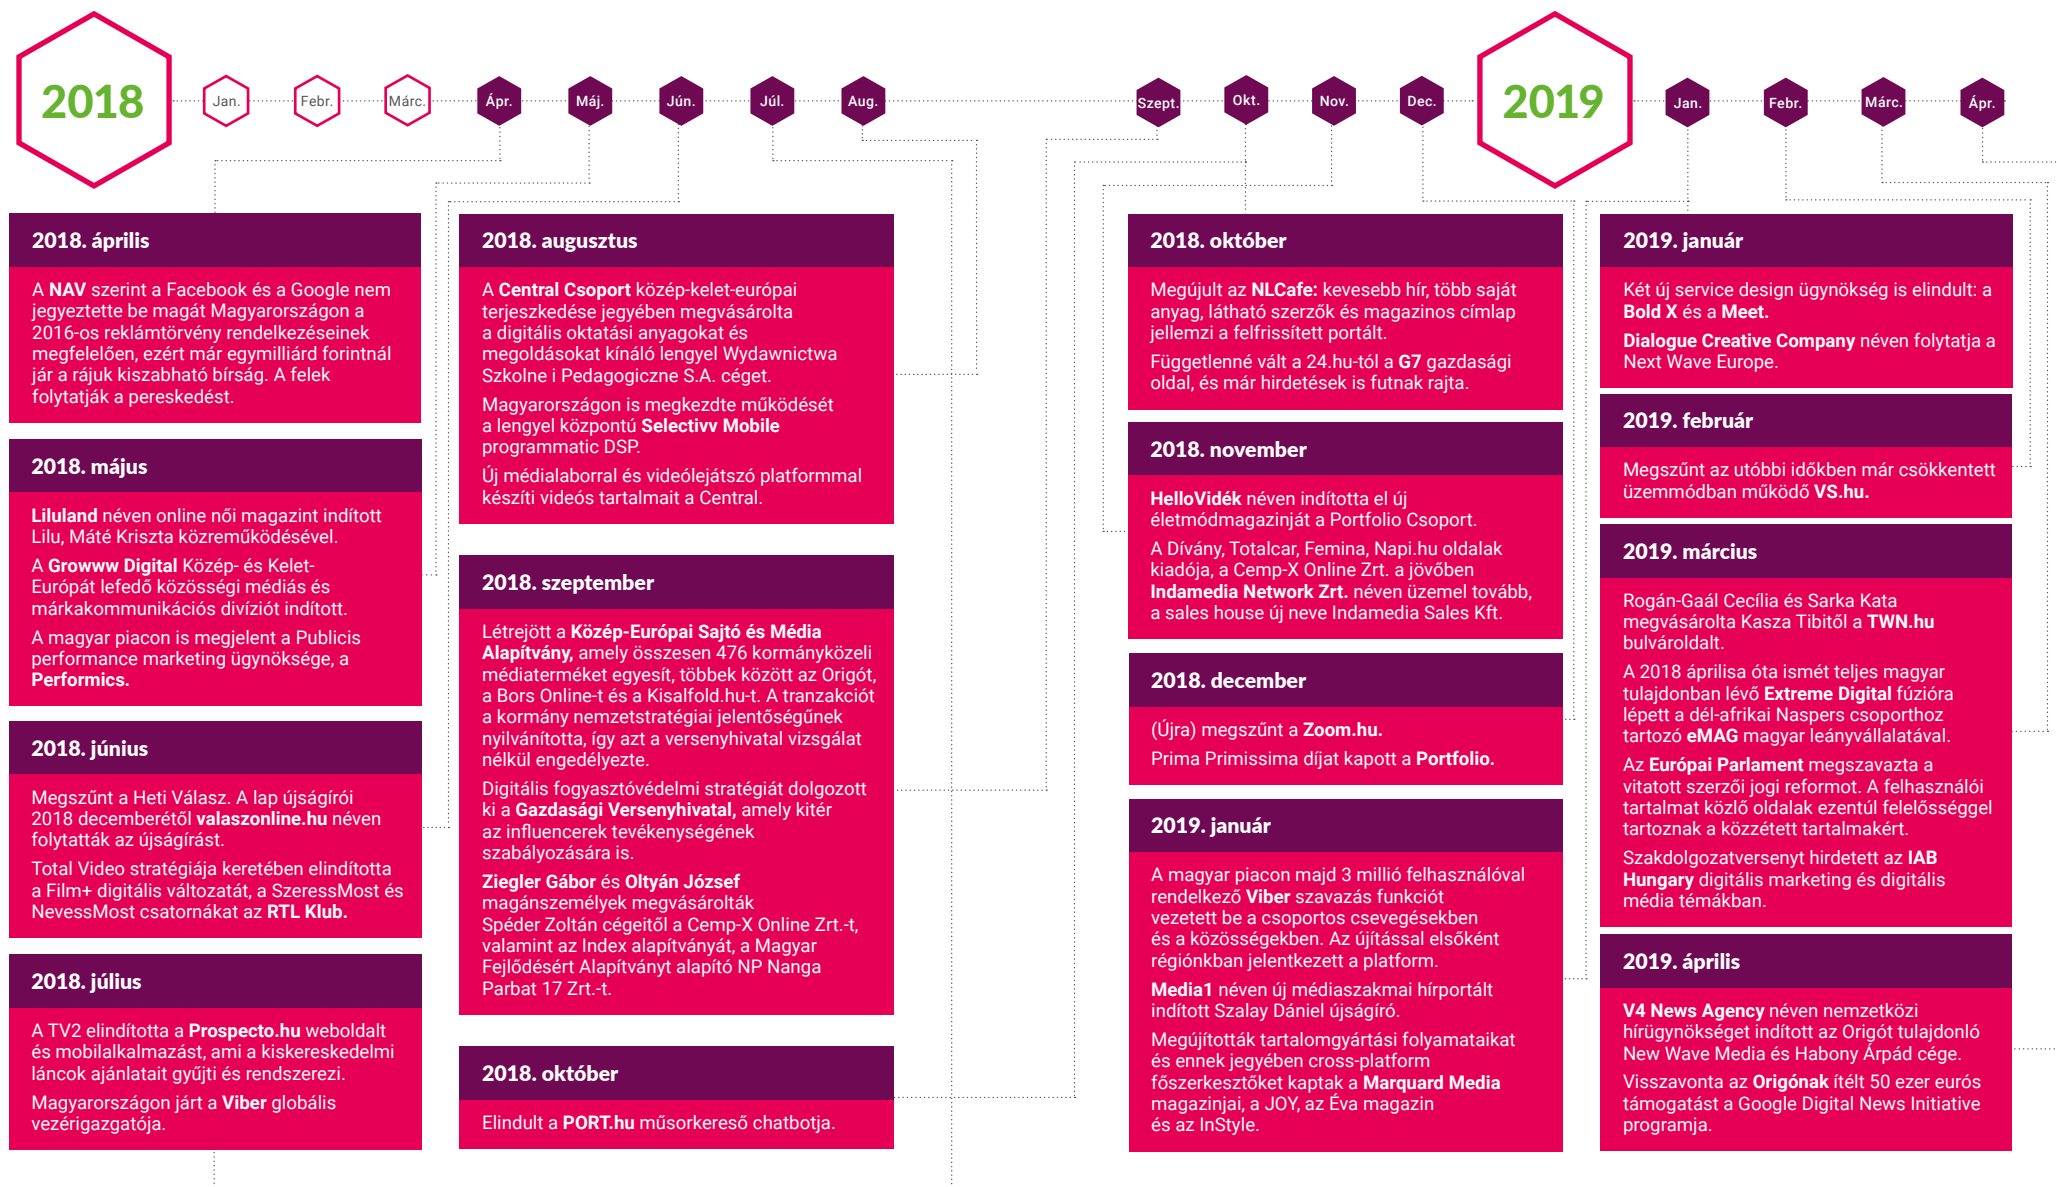 2018
Jan.
Febr.
Márc.
Ápr.
Máj.
Jún.
Júl.
Aug.
Szept.
Okt.
Nov.
Dec.
2019
Jan.
Febr.
Márc.
Ápr.
2018. április
A NAV szerint a Facebook és a Google nem
jegyeztette be magát Magyarországon a
2016-os reklámtörvény rendelkezéseinek
megfelelően, ezért már egymilliárd forintnál
jár a rájuk kiszabható bírság. A felek
folytatják a pereskedést.
2018. május
Liluland néven online női magazint indított
Lilu, Máté Kriszta közreműködésével.
A Growww Digital Közép- és Kelet-
Európát lefedő közösségi médiás és
márkakommunikációs divíziót indított.
A magyar piacon is megjelent a Publicis
performance marketing ügynöksége, a
Performics.
2018. június
Megszűnt a Heti Válasz. A lap újságírói
2018 decemberétől valaszonline.hu néven
folytatták az újságírást.
Total Video stratégiája keretében elindította
a Film+ digitális változatát, a SzeressMost és
NevessMost csatornákat az RTL Klub.
2018. július
A TV2 elindította a Prospecto.hu weboldalt
és mobilalkalmazást, ami a kiskereskedelmi
láncok ajánlatait gyűjti és rendszerezi.
Magyarországon járt a Viber globális
vezérigazgatója.
2018. augusztus
A Central Csoport közép-kelet-európai
terjeszkedése jegyében megvásárolta
a digitális oktatási anyagokat és
megoldásokat kínáló lengyel Wydawnictwa
Szkolne i Pedagogiczne S.A. céget.
Magyarországon is megkezdte működését
a lengyel központú Selectivv Mobile
programmatic DSP.
Új médialaborral és videólejátszó platformmal
készíti videós tartalmait a Central.
2018. szeptember
Létrejött a Közép-Európai Sajtó és Média
Alapítvány, amely összesen 476 kormányközeli
médiaterméket egyesít, többek között az Origót,
a Bors Online-t és a Kisalfold.hu-t. A tranzakciót
a kormány nemzetstratégiai jelentőségűnek
nyilvánította, így azt a versenyhivatal vizsgálat
nélkül engedélyezte.
Digitális fogyasztóvédelmi stratégiát dolgozott
ki a Gazdasági Versenyhivatal, amely kitér
az influencerek tevékenységének
szabályozására is.
Ziegler Gábor és Oltyán József
magánszemélyek megvásárolták
Spéder Zoltán cégeitől a Cemp-X Online Zrt.-t,
valamint az Index alapítványát, a Magyar
Fejlődésért Alapítványt alapító NP Nanga
Parbat 17 Zrt.-t.
2018. október
Elindult a PORT.hu műsorkereső chatbotja.
2018. október
Megújult az NLCafe: kevesebb hír, több saját
anyag, látható szerzők és magazinos címlap
jellemzi a felfrissített portált.
Függetlenné vált a 24.hu-tól a G7 gazdasági
oldal, és már hirdetések is futnak rajta.
2018. november
HelloVidék néven indította el új
életmódmagazinját a Portfolio Csoport.
A Dívány, Totalcar, Femina, Napi.hu oldalak
kiadója, a Cemp-X Online Zrt. a jövőben
Indamedia Network Zrt. néven üzemel tovább,
a sales house új neve Indamedia Sales Kft.
2018. december
(Újra) megszűnt a Zoom.hu.
Prima Primissima díjat kapott a Portfolio.
2019. január
A magyar piacon majd 3 millió felhasználóval
rendelkező Viber szavazás funkciót
vezetett be a csoportos csevegésekben
és a közösségekben. Az újítással elsőként
régiónkban jelentkezett a platform.
Media1 néven új médiaszakmai hírportált
indított Szalay Dániel újságíró.
Megújították tartalomgyártási folyamataikat
és ennek jegyében cross-platform
főszerkesztőket kaptak a Marquard Media
magazinjai, a JOY, az Éva magazin
és az InStyle.
2019. január
Két új service design ügynökség is elindult: a
Bold X és a Meet.
Dialogue Creative Company néven folytatja a
Next Wave Europe.
2019. február
Megszűnt az utóbbi időkben már csökkentett
üzemmódban működő VS.hu.
2019. március
Rogán-Gaál Cecília és Sarka Kata
megvásárolta Kasza Tibitől a TWN.hu
bulvároldalt.
A 2018 áprilisa óta ismét teljes magyar
tulajdonban lévő Extreme Digital fúzióra
lépett a dél-afrikai Naspers csoporthoz
tartozó eMAG magyar leányvállalatával.
Az Európai Parlament megszavazta a
vitatott szerzői jogi reformot. A felhasználói
tartalmat közlő oldalak ezentúl felelősséggel
tartoznak a közzétett tartalmakért.
Szakdolgozatversenyt hirdetett az IAB
Hungary digitális marketing és digitális
média témákban.
2019. április
V4 News Agency néven nemzetközi
hírügynökséget indított az Origót tulajdonló
New Wave Media és Habony Árpád cége.
Visszavonta az Origónak ítélt 50 ezer eurós
támogatást a Google Digital News Initiative
programja.